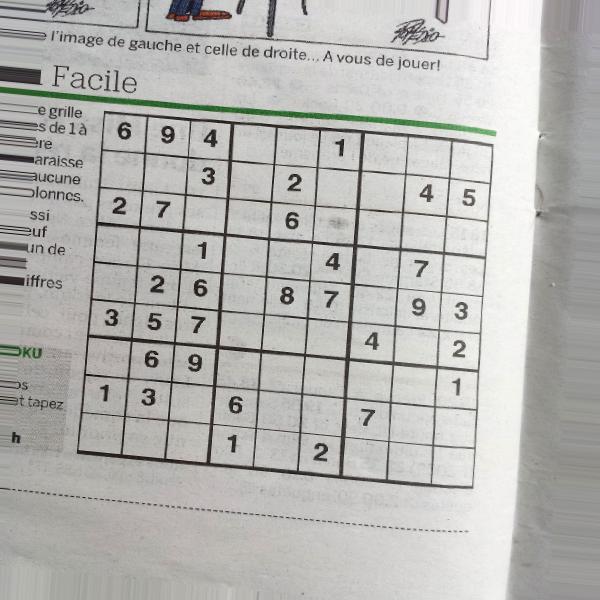 l'image de gauche et celle de droite... A vous de jouer!
Facile
e grille
s de 1 à
ère
araisse
aucune
olonnes.
ssi
euf
un de
iffres
KU
os
t tapez
h
6 9 4 1
3 2 4 5
2 7 6
1 4 7
2 6 8 7 9 3
3 5 7 4 2
6 9 1
1 3 6 7
1 2